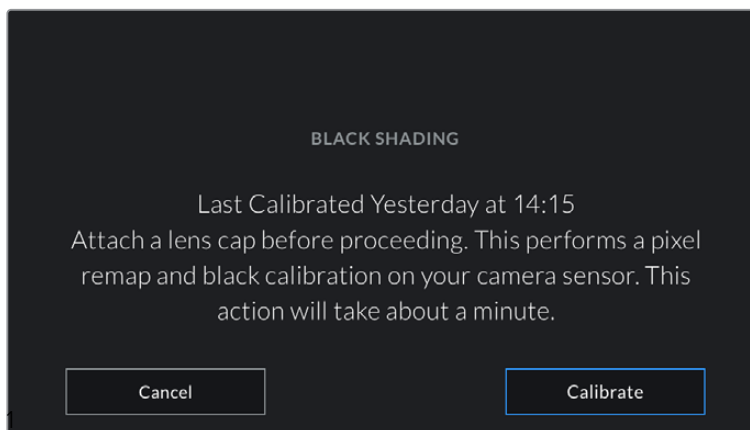 BLACK SHADING
Last Calibrated Yesterday at 14:15
Attach a lens cap before proceeding. This performs a pixel
remap and black calibration on your camera sensor. This
action will take about a minute.
Cancel
Calibrate
1